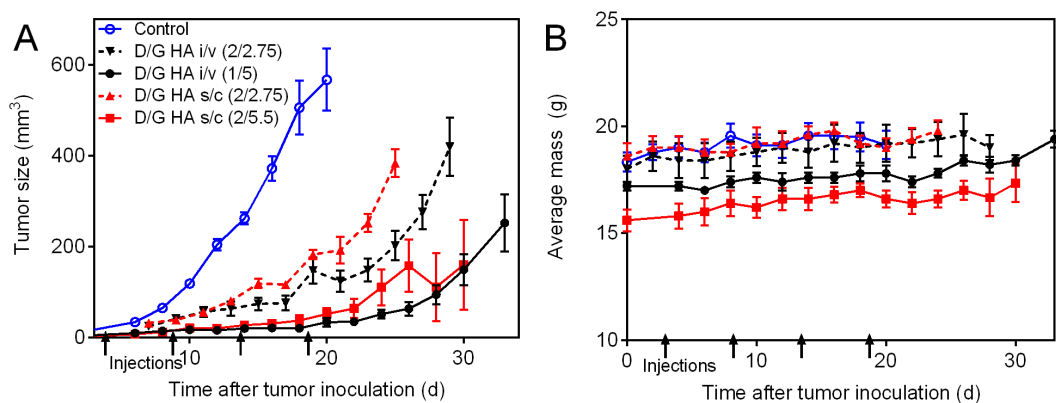 A
Control
D/G HA i/v (2/2.75)
D/G HA i/v (1/5)
D/G HA s/c (2/2.75)
D/G HA s/c (2/5.5)
Tumor size (mm³)
600
400
200
0
10
20
30
Injections
Time after tumor inoculation (d)
B
Average mass (g)
25
20
15
10
0
10
20
30
Injections
Time after tumor inoculation (d)